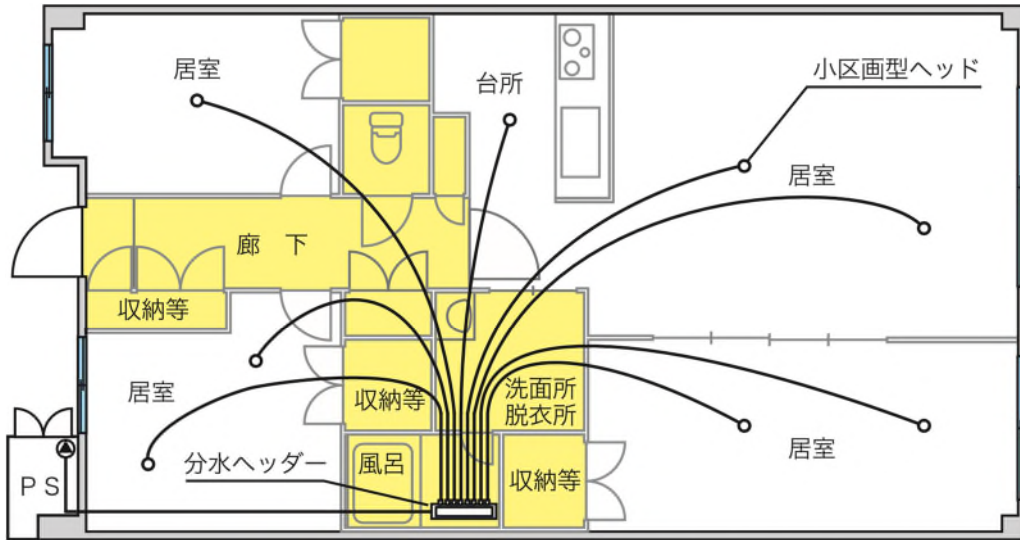 居室
台所
小区画型ヘッド
居室
廊 下
収納等
居室
収納等
洗面所
脱衣所
居室
分水ヘッダー
風呂
収納等
PS